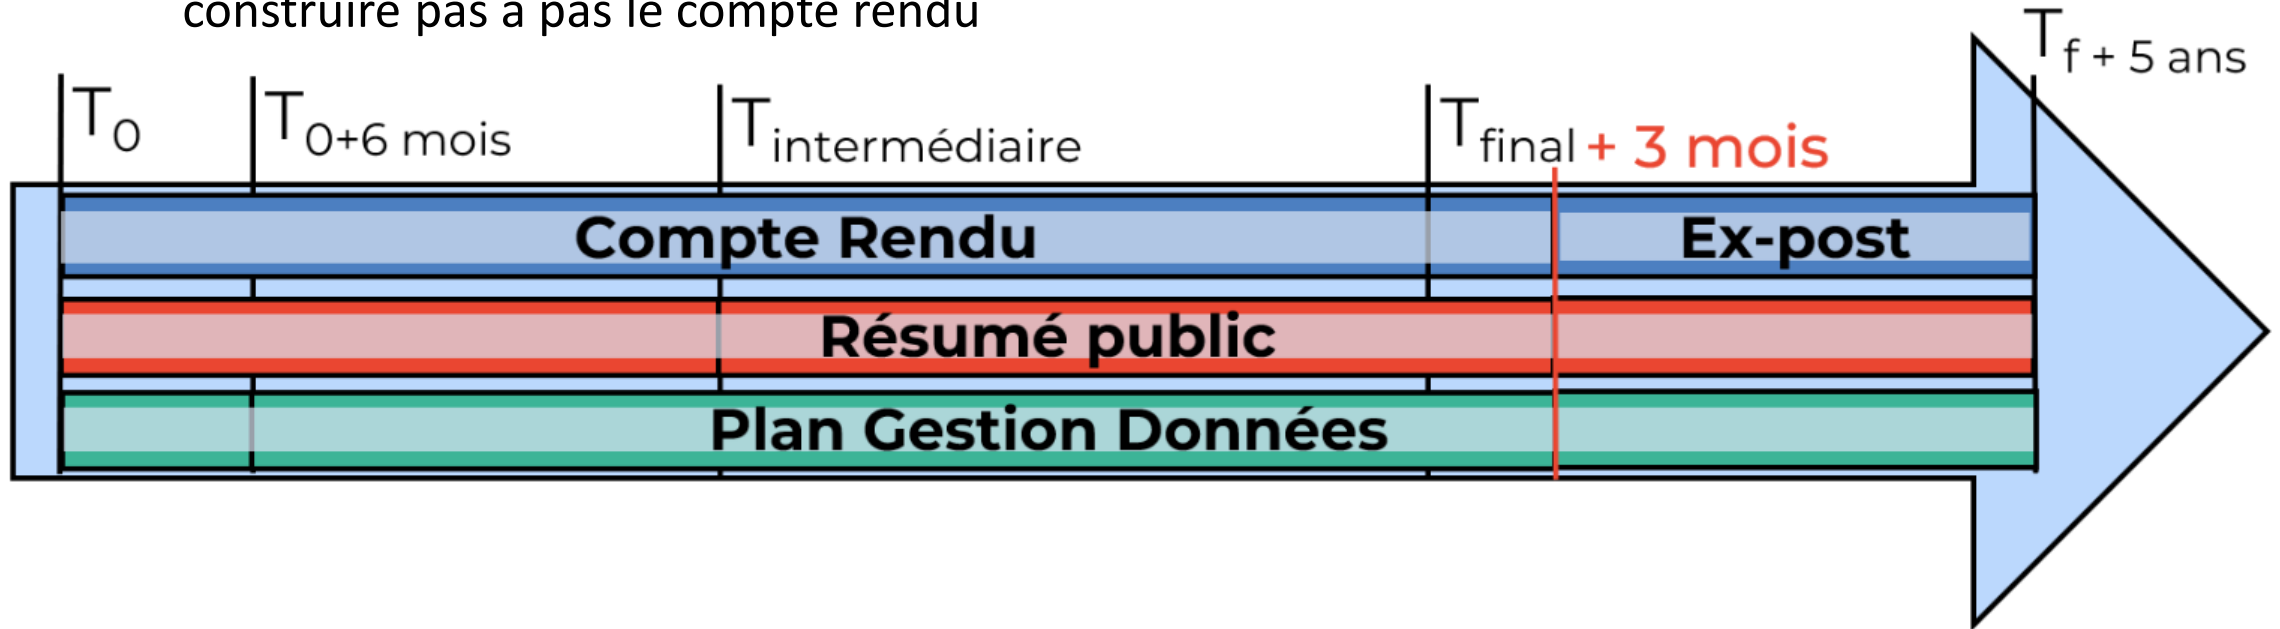 construire pas à pas le compte rendu
T0
T0+6 mois
Tintermédiaire
Tfinal + 3 mois
Tf + 5 ans
Compte Rendu
Ex-post
Résumé public
Plan Gestion Données